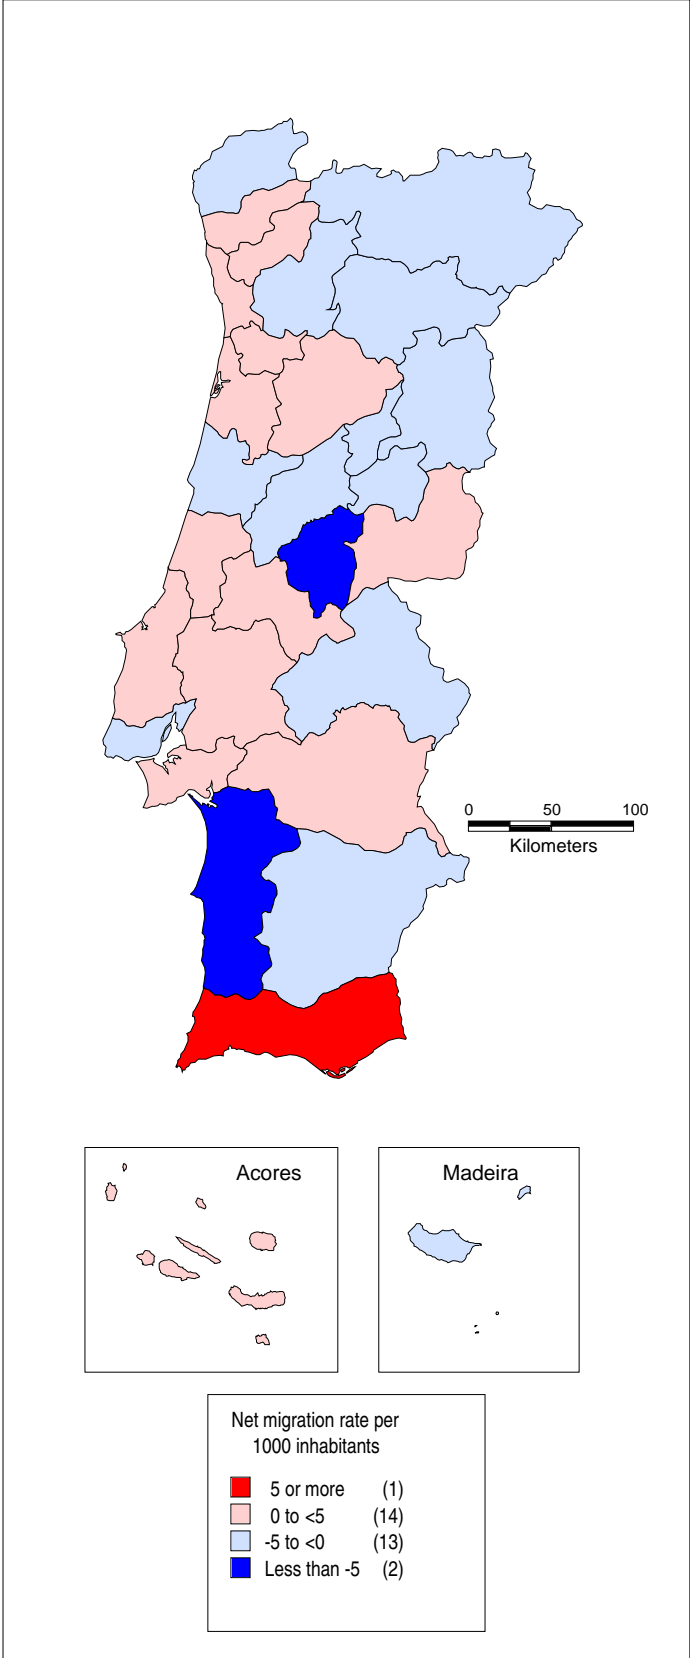 0 50 100
Kilometers
Acores
Madeira
Net migration rate per
1000 inhabitants
5 or more (1)
0 to <5 (14)
-5 to <0 (13)
Less than -5 (2)